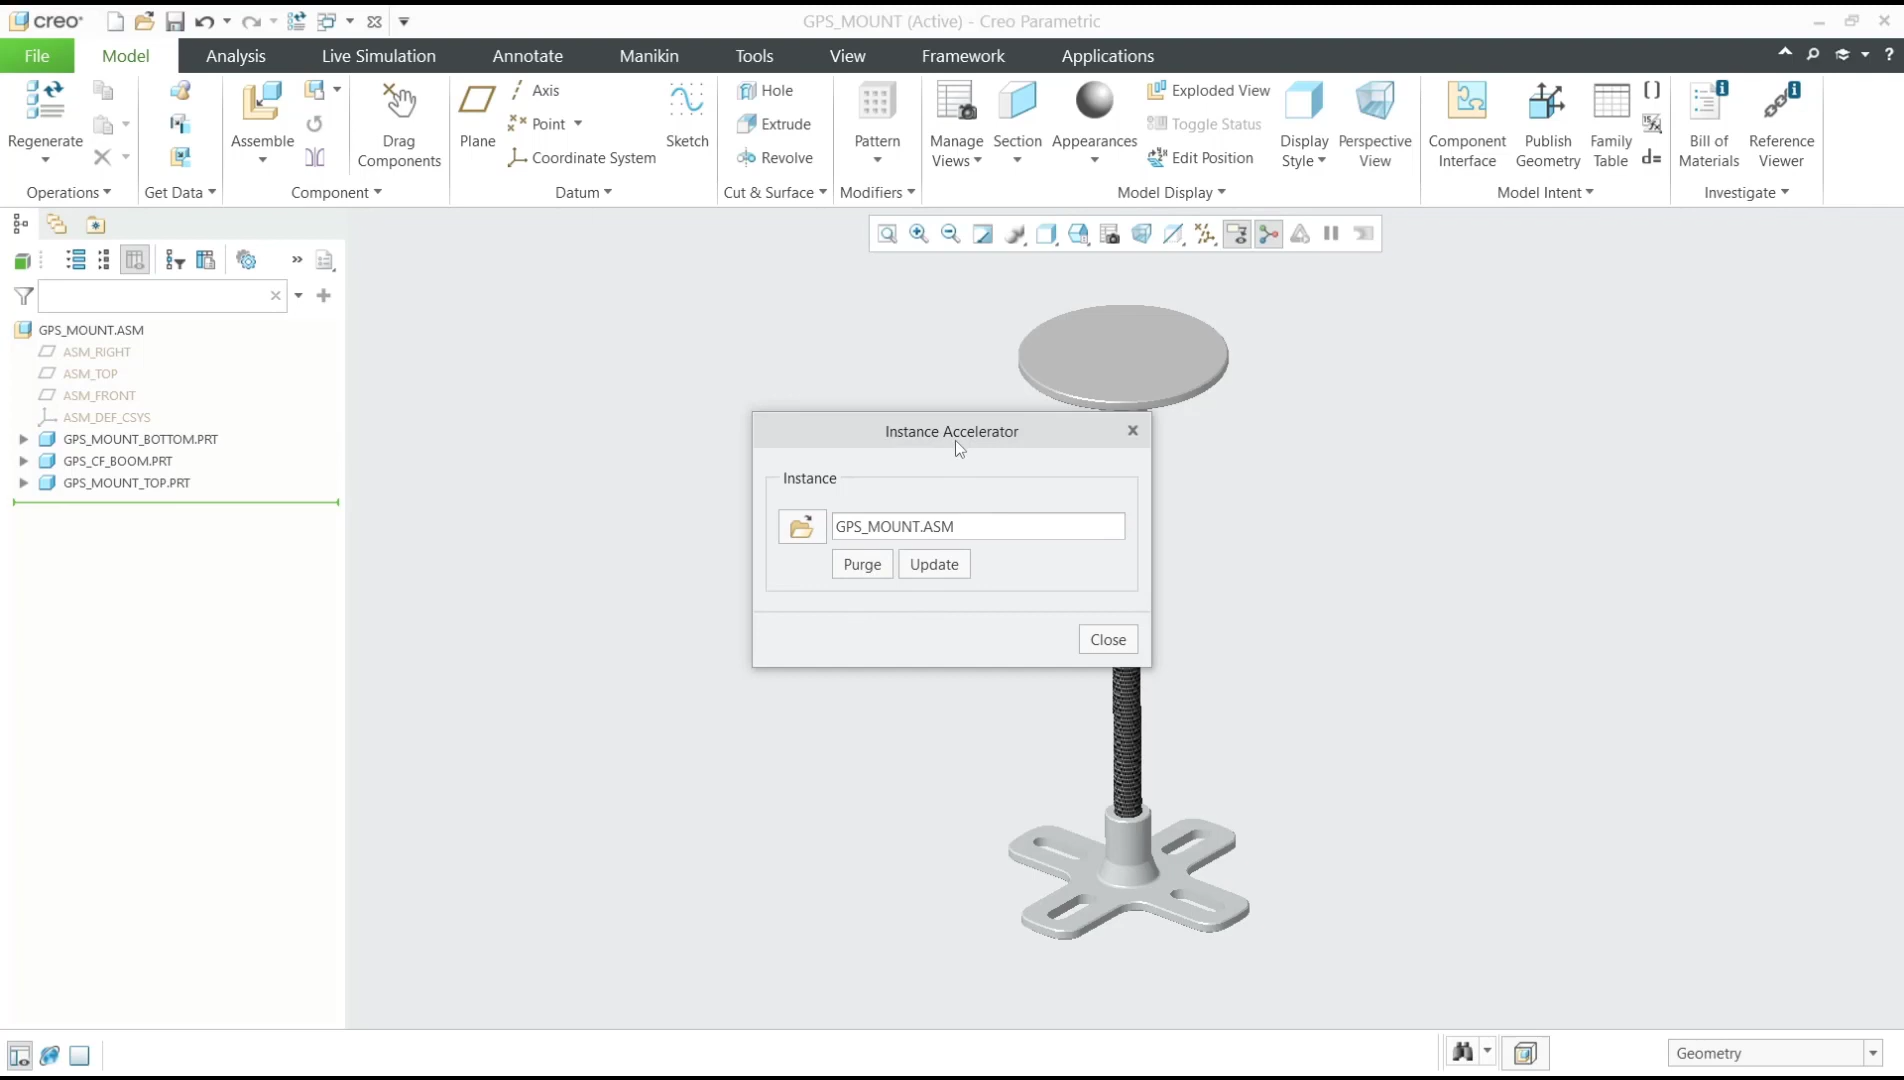 creo°
GPS_MOUNT (Active) - Creo Parametric
File
Model
Analysis
Live Simulation
Annotate
Manikin
Tools
View
Framework
Applications
Regenerate
Operations
Get Data
Assemble
Drag
Components
Component
Plane
Axis
Point
Coordinate System
Sketch
Datum
Hole
Extrude
Revolve
Cut & Surface
Pattern
Modifiers
Manage
Views
Section
Appearances
Exploded View
Toggle Status
Edit Position
Display
Style
Perspective
View
Model Display
Component
Interface
Publish
Geometry
Family
Table
d=
Model Intent
Bill of
Materials
Reference
Viewer
Investigate
GPS_MOUNT.ASM
ASM_RIGHT
ASM_TOP
ASM_FRONT
ASM_DEF_CSYS
GPS_MOUNT_BOTTOM.PRT
GPS_CF_BOOM.PRT
GPS_MOUNT_TOP.PRT
Instance Accelerator
Instance
GPS_MOUNT.ASM
Purge
Update
Close
Geometry